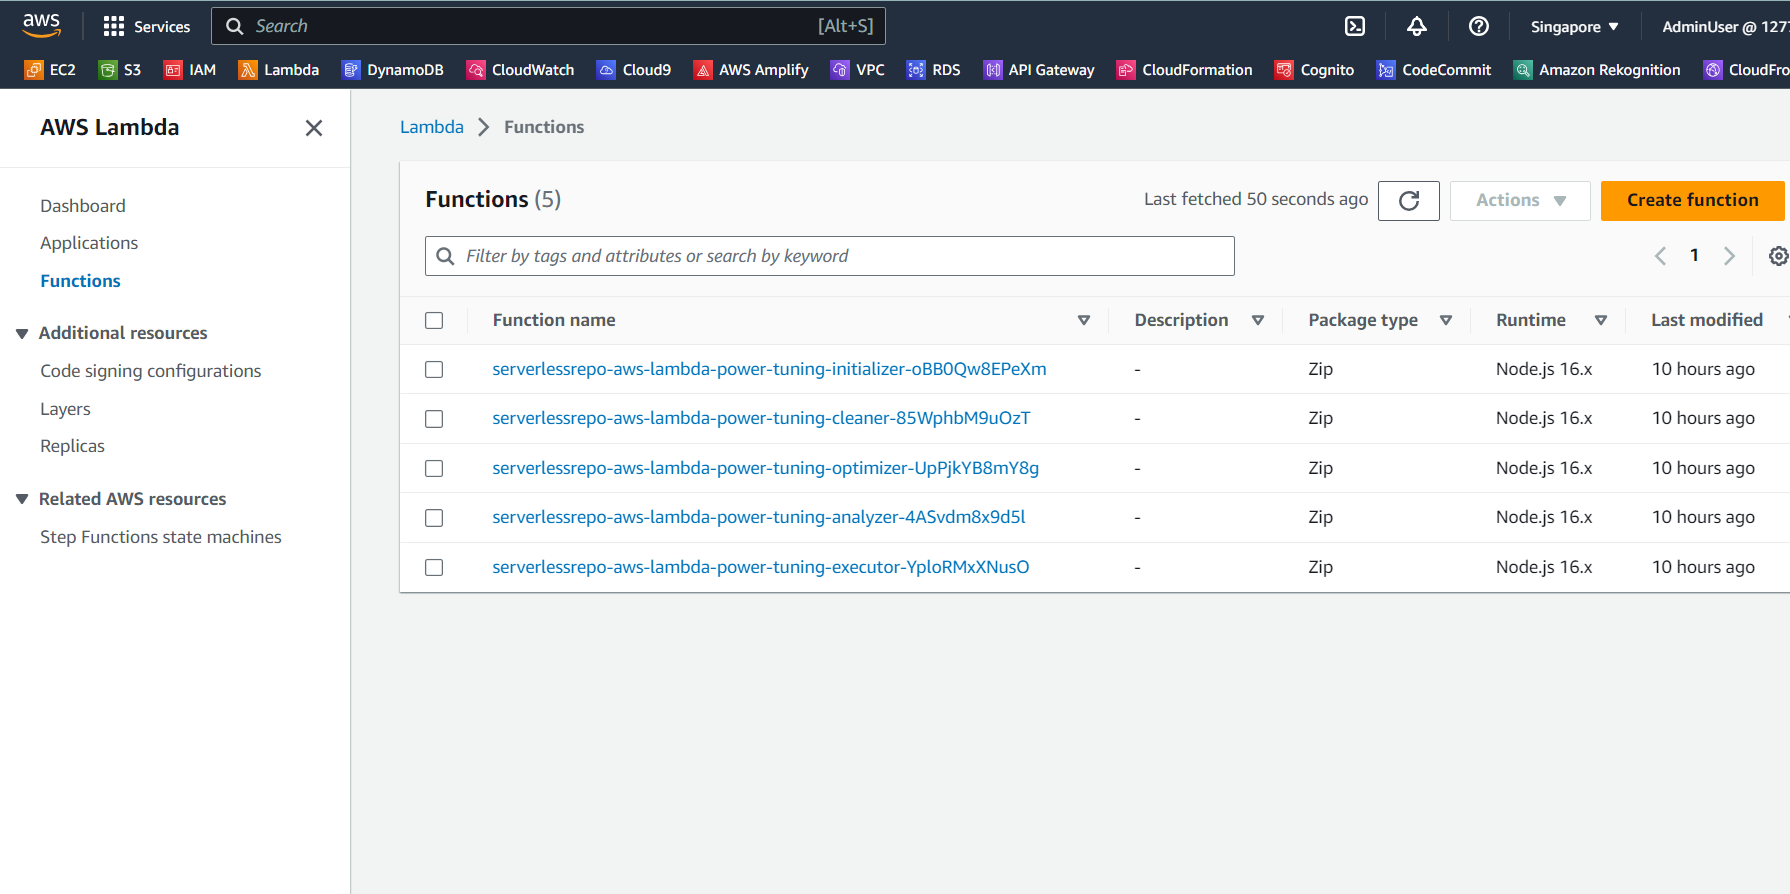 aws Services Search [Alt+S] Singapore AdminUser @ 127
EC2 S3 IAM Lambda DynamoDB CloudWatch Cloud9 AWS Amplify VPC RDS API Gateway CloudFormation Cognito CodeCommit Amazon Rekognition CloudFro
AWS Lambda
Dashboard
Applications
Functions
Additional resources
Code signing configurations
Layers
Replicas
Related AWS resources
Step Functions state machines
Lambda Functions
Functions (5) Last fetched 50 seconds ago Actions Create function
Filter by tags and attributes or search by keyword 1
Function name Description Package type Runtime Last modified
serverlessrepo-aws-lambda-power-tuning-initializer-oBB0Qw8EPeXm - Zip Node.js 16.x 10 hours ago
serverlessrepo-aws-lambda-power-tuning-cleaner-85WphbM9uOzT - Zip Node.js 16.x 10 hours ago
serverlessrepo-aws-lambda-power-tuning-optimizer-UpPjkYB8mY8g - Zip Node.js 16.x 10 hours ago
serverlessrepo-aws-lambda-power-tuning-analyzer-4ASvdm8x9d5l - Zip Node.js 16.x 10 hours ago
serverlessrepo-aws-lambda-power-tuning-executor-YploRMxXNusO - Zip Node.js 16.x 10 hours ago